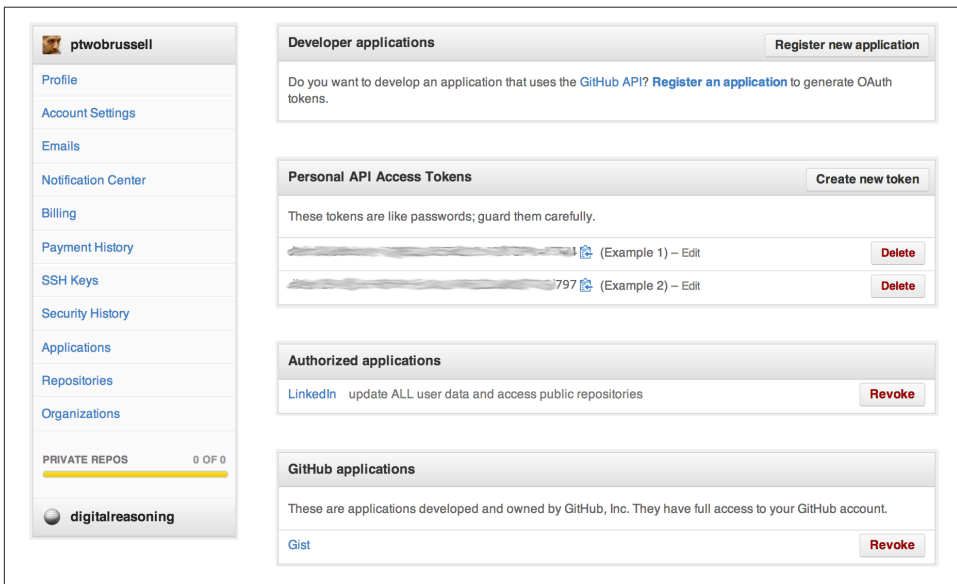 ptwobrussell
Profile
Account Settings
Emails
Notification Center
Billing
Payment History
SSH Keys
Security History
Applications
Repositories
Organizations
PRIVATE REPOS 0 OF 0
digitalreasoning
Developer applications
Register new application
Do you want to develop an application that uses the GitHub API? Register an application to generate OAuth
tokens.
Personal API Access Tokens
Create new token
These tokens are like passwords; guard them carefully.
(Example 1) – Edit Delete
797 (Example 2) – Edit Delete
Authorized applications
LinkedIn update ALL user data and access public repositories Revoke
GitHub applications
These are applications developed and owned by GitHub, Inc. They have full access to your GitHub account.
Gist Revoke